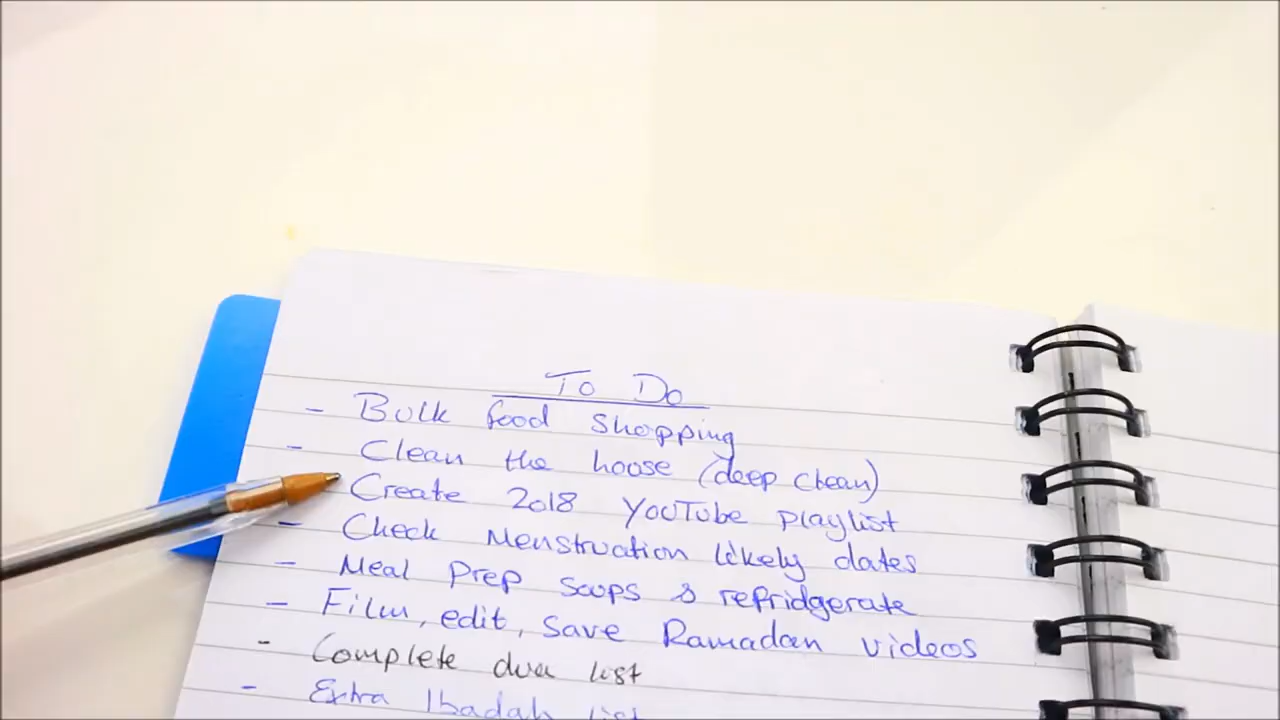 To Do
- Bulk food Shopping
- Clean the house (deep clean)
Create 2018 YouTube playlist
- Check Menstruation likely dates
- Meal Prep soups & refridgerate
- Film, edit, save Ramadan videos
- Complete dua list
- Extra Ibadah list